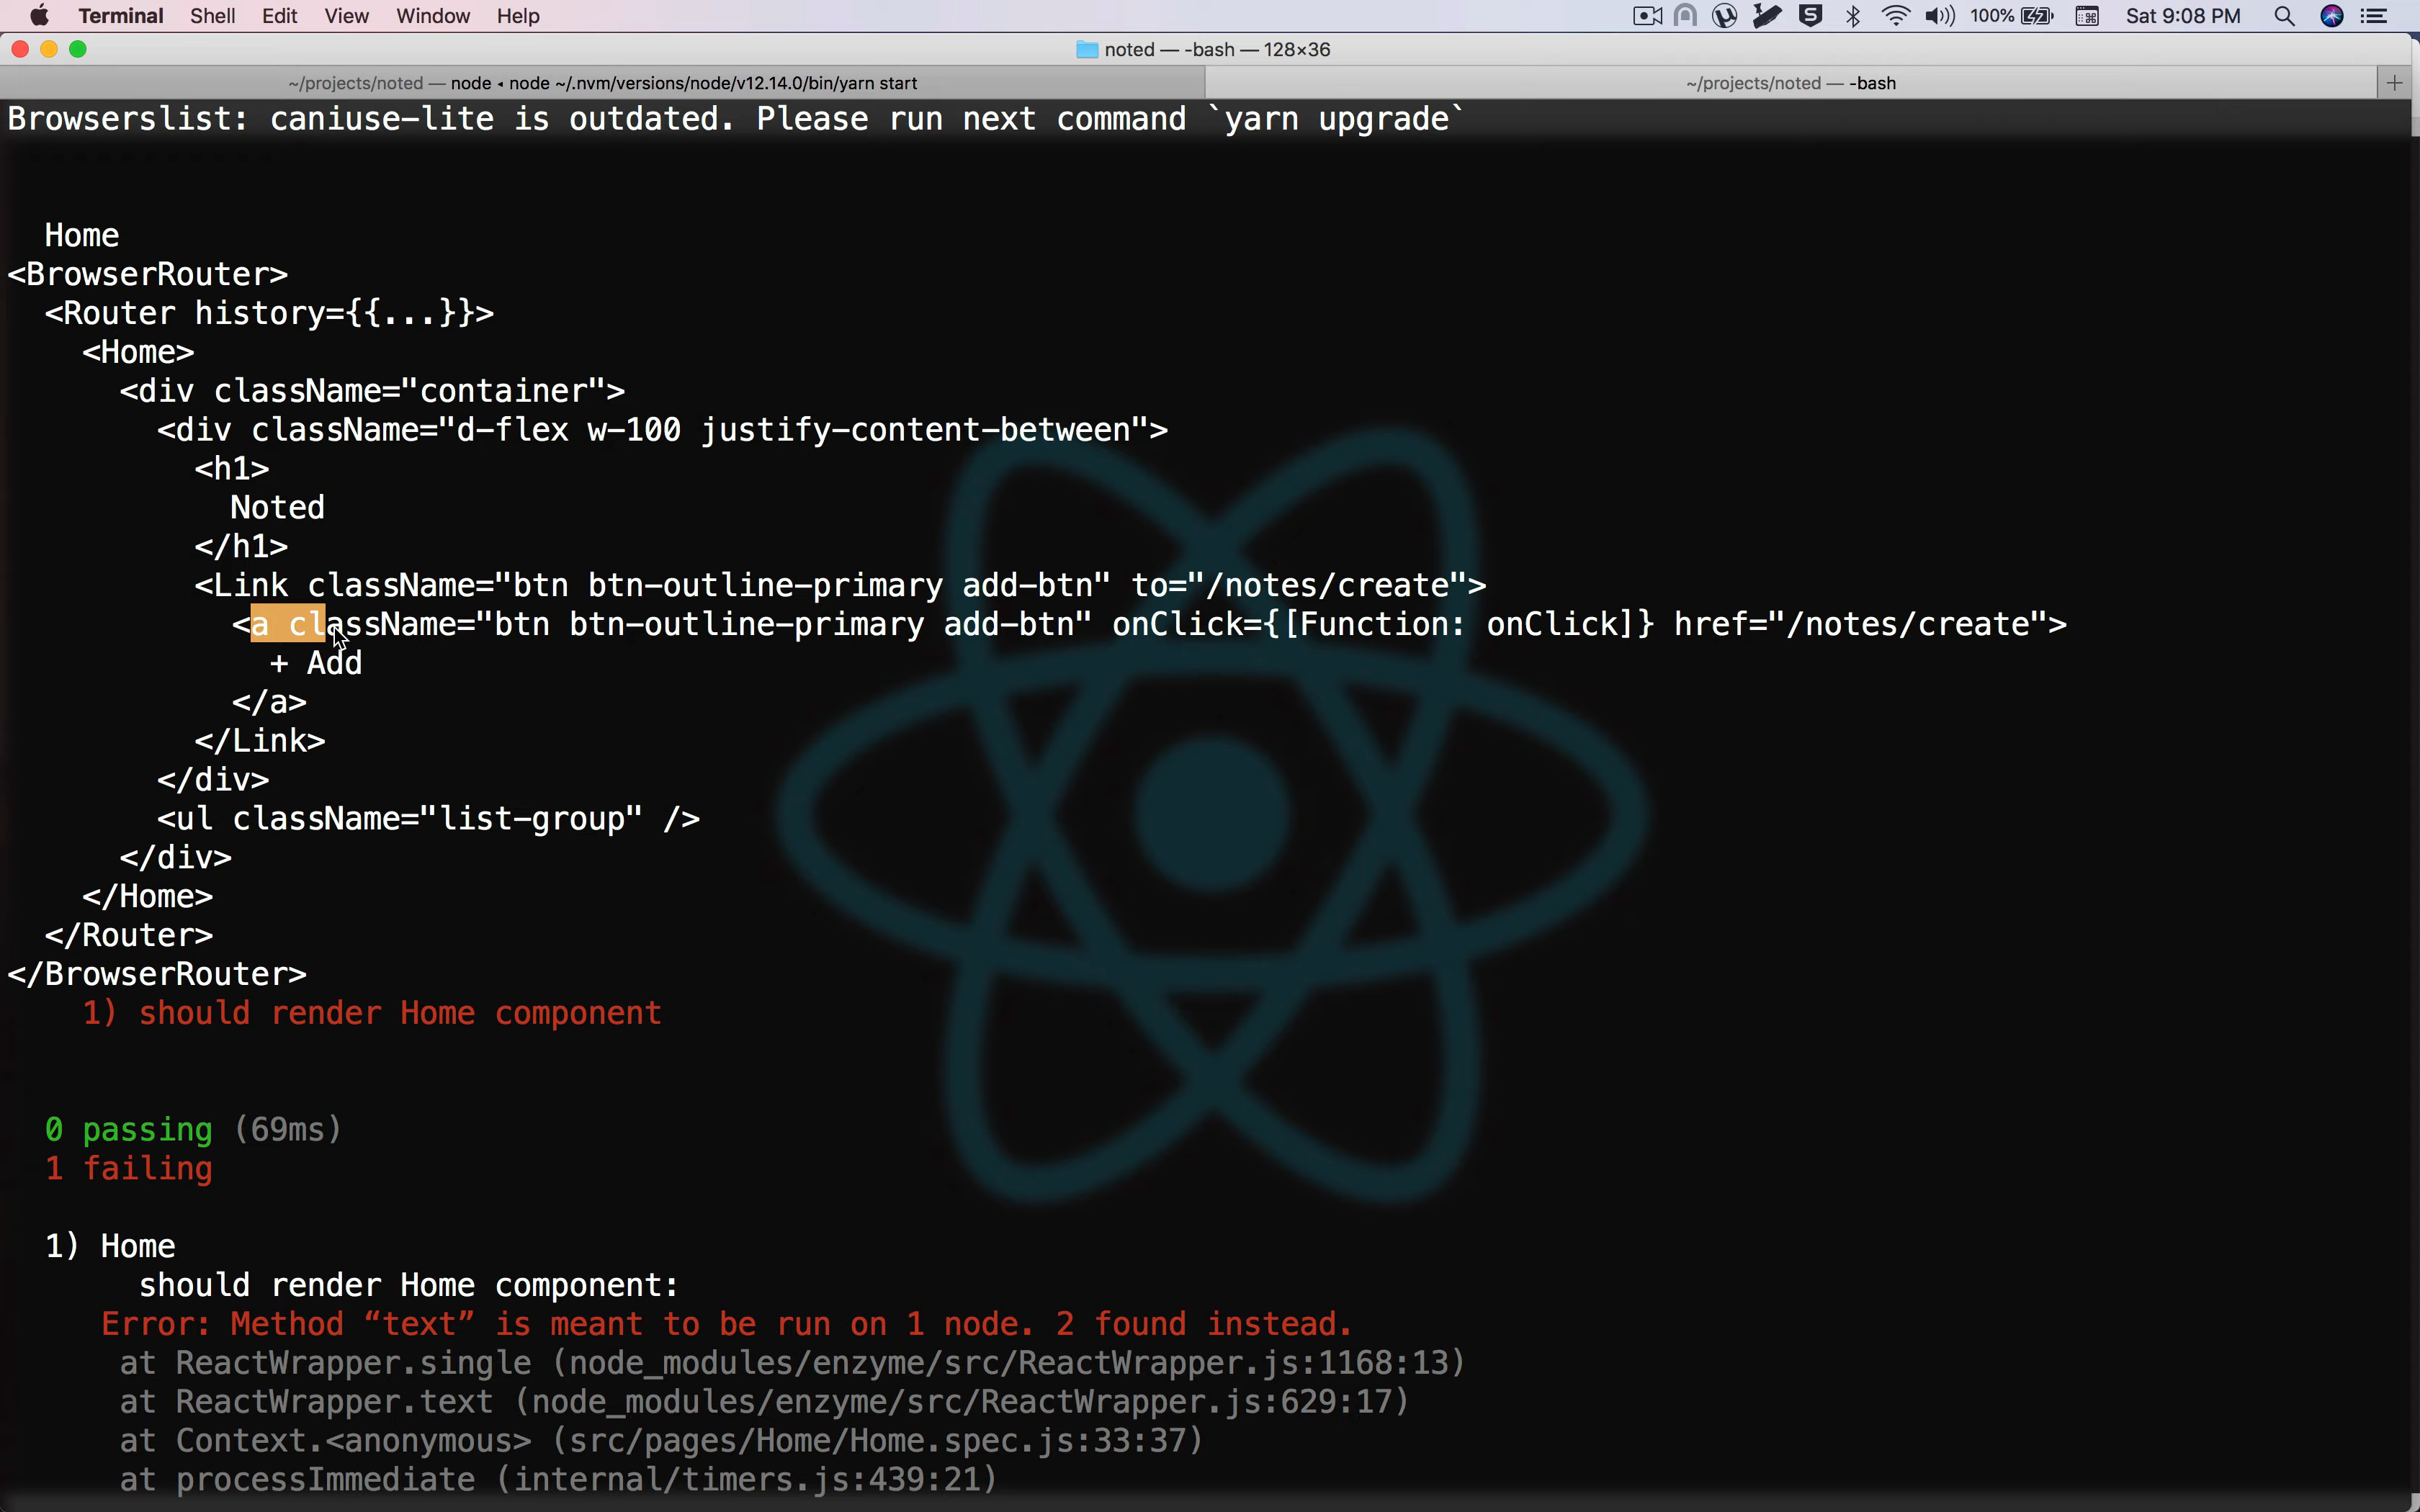 Terminal Shell Edit View Window Help 100% Sat 9:08 PM
noted — -bash — 128×36
~/projects/noted — node ◂ node ~/.nvm/versions/node/v12.14.0/bin/yarn start ~/projects/noted — -bash +
Browserslist: caniuse-lite is outdated. Please run next command `yarn upgrade`
Home
<BrowserRouter>
<Router history={{...}}>
<Home>
<div className="container">
<div className="d-flex w-100 justify-content-between">
<h1>
Noted
</h1>
<Link className="btn btn-outline-primary add-btn" to="/notes/create">
<a className="btn btn-outline-primary add-btn" onClick={[Function: onClick]} href="/notes/create">
+ Add
</a>
</Link>
</div>
<ul className="list-group" />
</div>
</Home>
</Router>
</BrowserRouter>
1) should render Home component
0 passing (69ms)
1 failing
1) Home
should render Home component:
Error: Method “text” is meant to be run on 1 node. 2 found instead.
at ReactWrapper.single (node_modules/enzyme/src/ReactWrapper.js:1168:13)
at ReactWrapper.text (node_modules/enzyme/src/ReactWrapper.js:629:17)
at Context.<anonymous> (src/pages/Home/Home.spec.js:33:37)
at processImmediate (internal/timers.js:439:21)